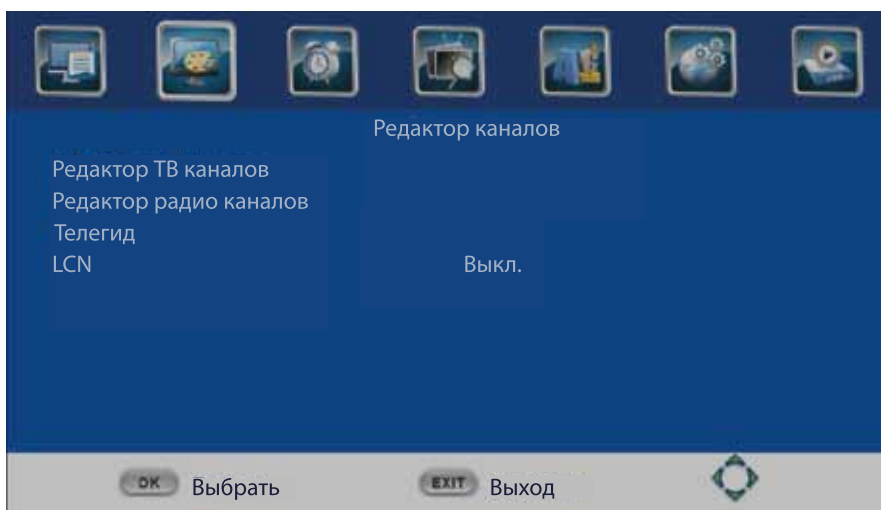 Редактор каналов
Редактор ТВ каналов
Редактор радио каналов
Телегид
LCN Выкл.
OK Выбрать EXIT Выход